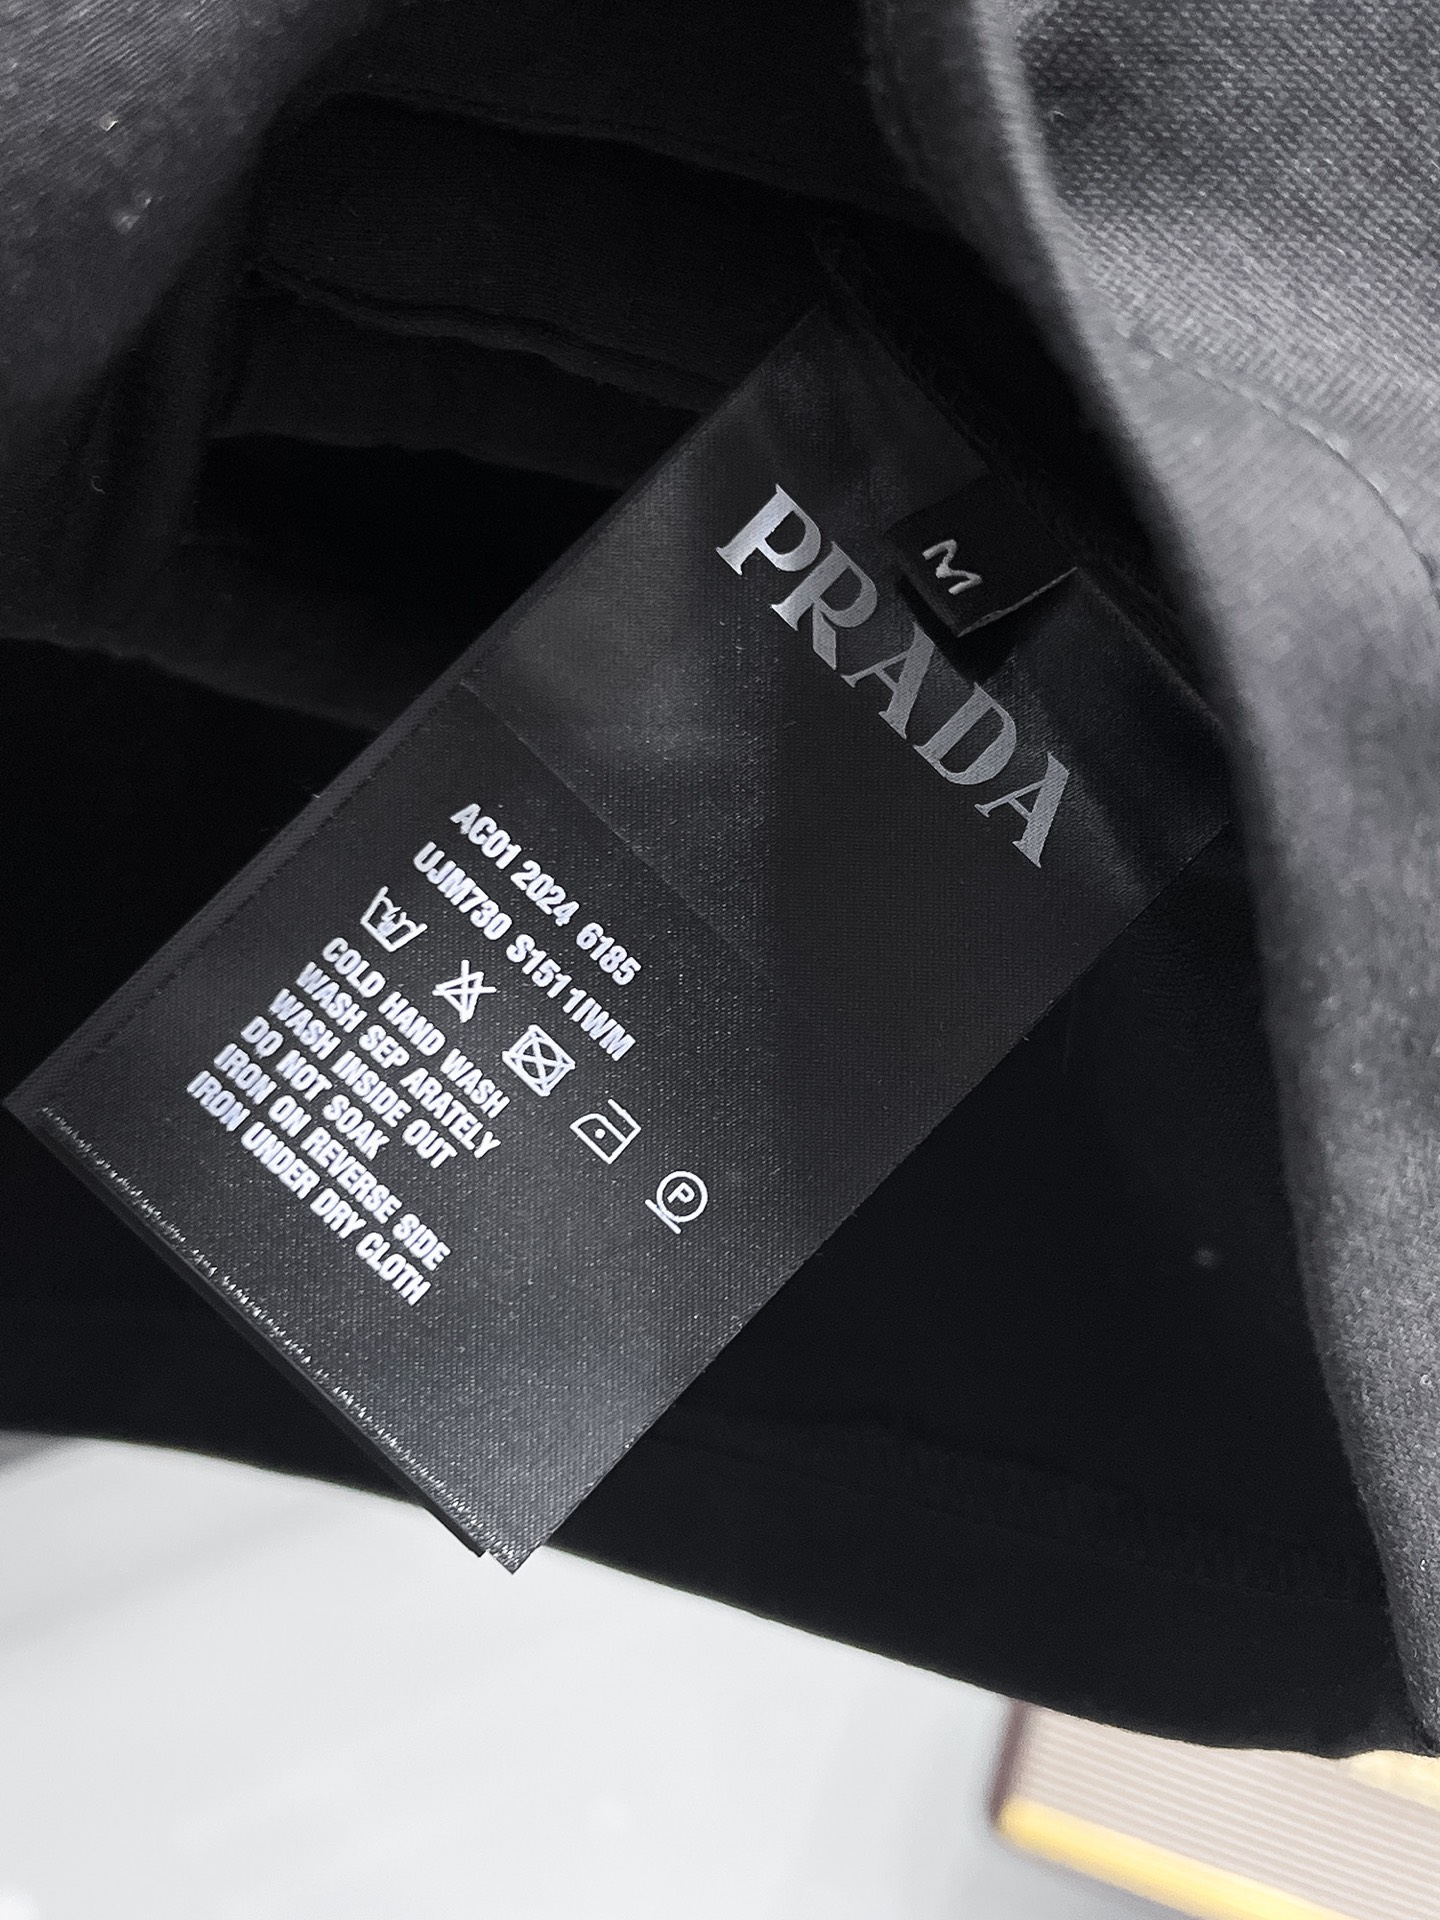 M
PRADA
AC01 2024 6185
UJM730 S151 1IWM
P
COLD HAND WASH
WASH SEP ARATELY
WASH INSIDE OUT
DO NOT SOAK
IRON ON REVERSE SIDE
IRON UNDER DRY CLOTH